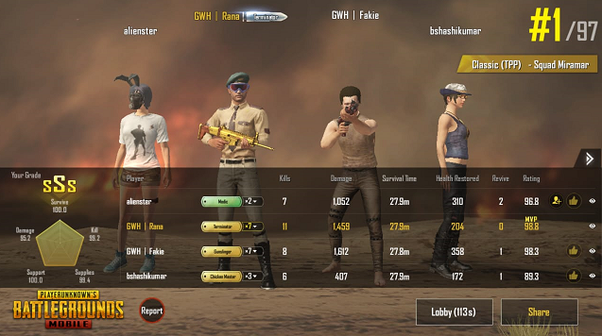 GWH | Rana Terminator
GWH | Fakie
#1/97
alienster
bshashikumar
Classic (TPP) - Squad Miramar
Your Grade
sSs
Survive
100.0
Damage
95.2
Kill
95.2
Support
100.0
Supplies
99.4
Player Kills Damage Survival Time Health Restored Revive Rating
alienster Medic ×2 7 1,052 27.9m 310 2 96.8
MVP
GWH | Rana Terminator ×7 11 1,459 27.9m 204 0 98.8
GWH | Fakie Gunslinger ×7 8 1,612 27.8m 358 1 98.3
bshashikumar Chicken Master ×3 6 407 27.9m 172 1 89.3
PLAYERUNKNOWN'S
BATTLEGROUNDS
MOBILE
Report
Lobby (113s)
Share